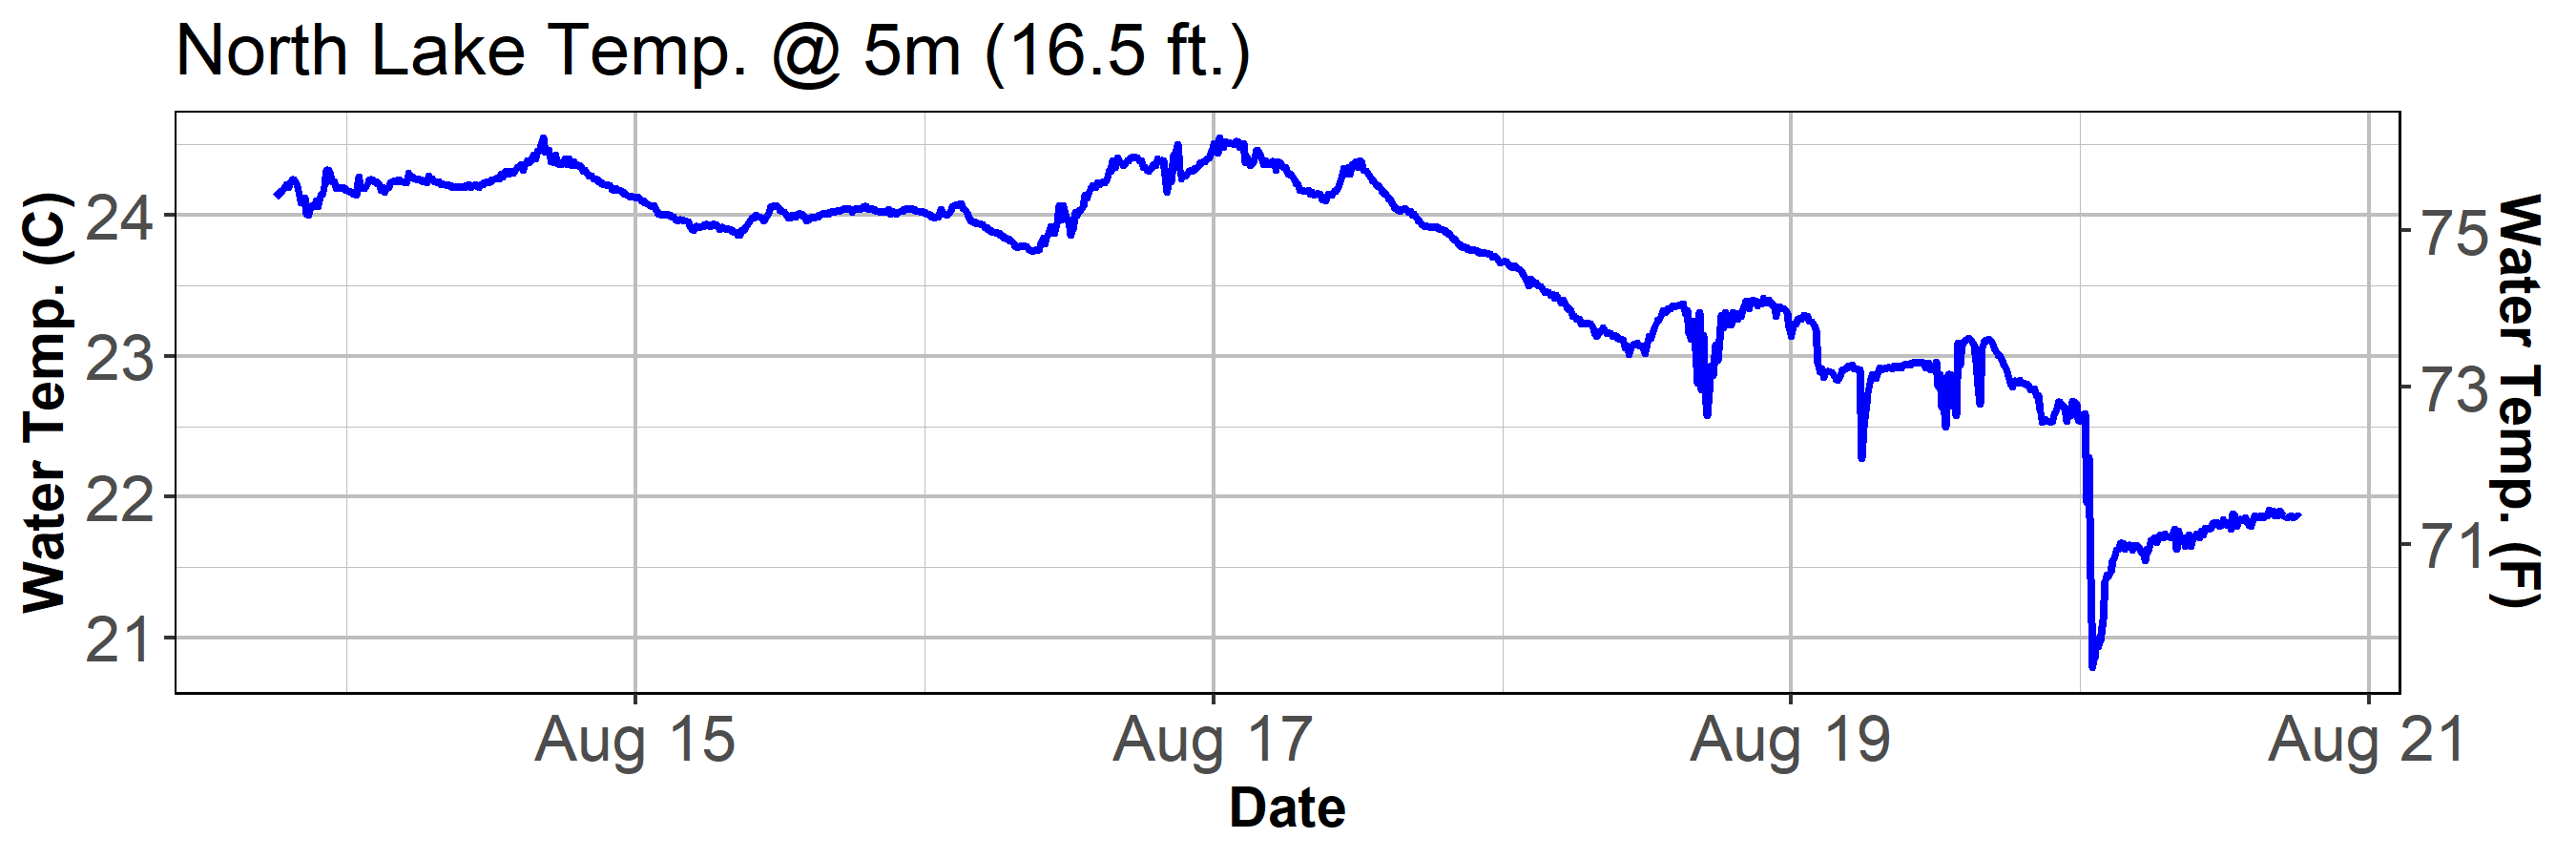 North Lake Temp. @ 5m (16.5 ft.)
Water Temp. (C)
24
23
22
21
75
73
71
Water Temp. (F)
Aug 15
Aug 17
Aug 19
Aug 21
Date